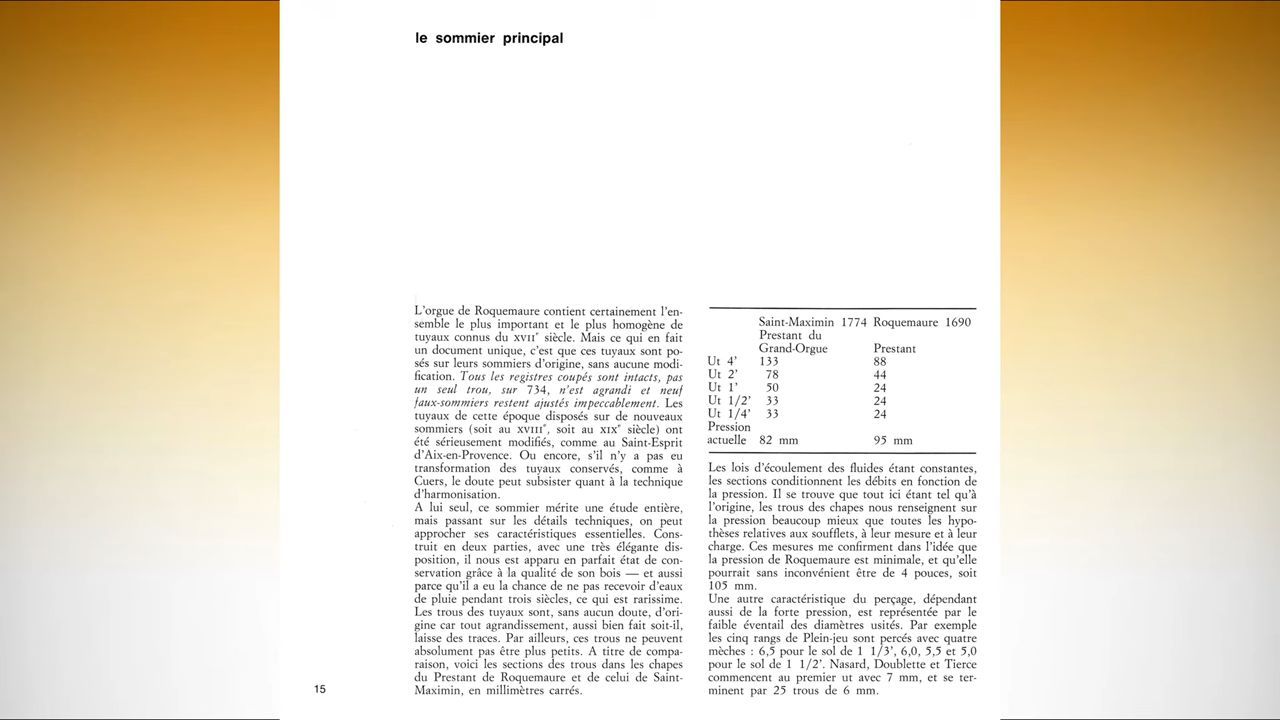 le sommier principal
L'orgue de Roquemaure contient certainement l'en-
semble le plus important et le plus homogène de
tuyaux connus du XVIIe siècle. Mais ce qui en fait
un document unique, c'est que ces tuyaux sont po-
sés sur leurs sommiers d'origine, sans aucune modi-
fication. Tous les registres coupés sont intacts, pas
un seul trou, sur 734, n'est agrandi et neuf
faux-sommiers restent ajustés impeccablement. Les
tuyaux de cette époque disposés sur de nouveaux
sommiers (soit au XVIIIe, soit au XIXe siècle) ont
été sérieusement modifiés, comme au Saint-Esprit
d'Aix-en-Provence. Ou encore, s'il n'y a pas eu
transformation des tuyaux conservés, comme à
Cuers, le doute peut subsister quant à la technique
d'harmonisation.
A lui seul, ce sommier mérite une étude entière,
mais passant sur les détails techniques, on peut
approcher ses caractéristiques essentielles. Cons-
truit en deux parties, avec une très élégante dis-
position, il nous est apparu en parfait état de con-
servation grâce à la qualité de son bois — et aussi
parce qu'il a eu la chance de ne pas recevoir d'eaux
de pluie pendant trois siècles, ce qui est rarissime.
Les trous des tuyaux sont, sans aucun doute, d'ori-
gine car tout agrandissement, aussi bien fait soit-il,
laisse des traces. Par ailleurs, ces trous ne peuvent
absolument pas être plus petits. A titre de compa-
raison, voici les sections des trous dans les chapes
du Prestant de Roquemaure et de celui de Saint-
Maximin, en millimètres carrés.
Saint-Maximin 1774 Roquemaure 1690
Prestant du
Grand-Orgue Prestant
Ut 4' 133 88
Ut 2' 78 44
Ut 1' 50 24
Ut 1/2' 33 24
Ut 1/4' 33 24
Pression
actuelle 82 mm 95 mm
Les lois d'écoulement des fluides étant constantes,
les sections conditionnent les débits en fonction de
la pression. Il se trouve que tout ici étant tel qu'à
l'origine, les trous des chapes nous renseignent sur
la pression beaucoup mieux que toutes les hypo-
thèses relatives aux soufflets, à leur mesure et à leur
charge. Ces mesures me confirment dans l'idée que
la pression de Roquemaure est minimale, et qu'elle
pourrait sans inconvénient être de 4 pouces, soit
105 mm.
Une autre caractéristique du perçage, dépendant
aussi de la forte pression, est représentée par le
faible éventail des diamètres usités. Par exemple
les cinq rangs de Plein-jeu sont percés avec quatre
mèches : 6,5 pour le sol de 1 1/3', 6,0, 5,5 et 5,0
pour le sol de 1 1/2'. Nasard, Doublette et Tierce
commencent au premier ut avec 7 mm, et se ter-
minent par 25 trous de 6 mm.
15